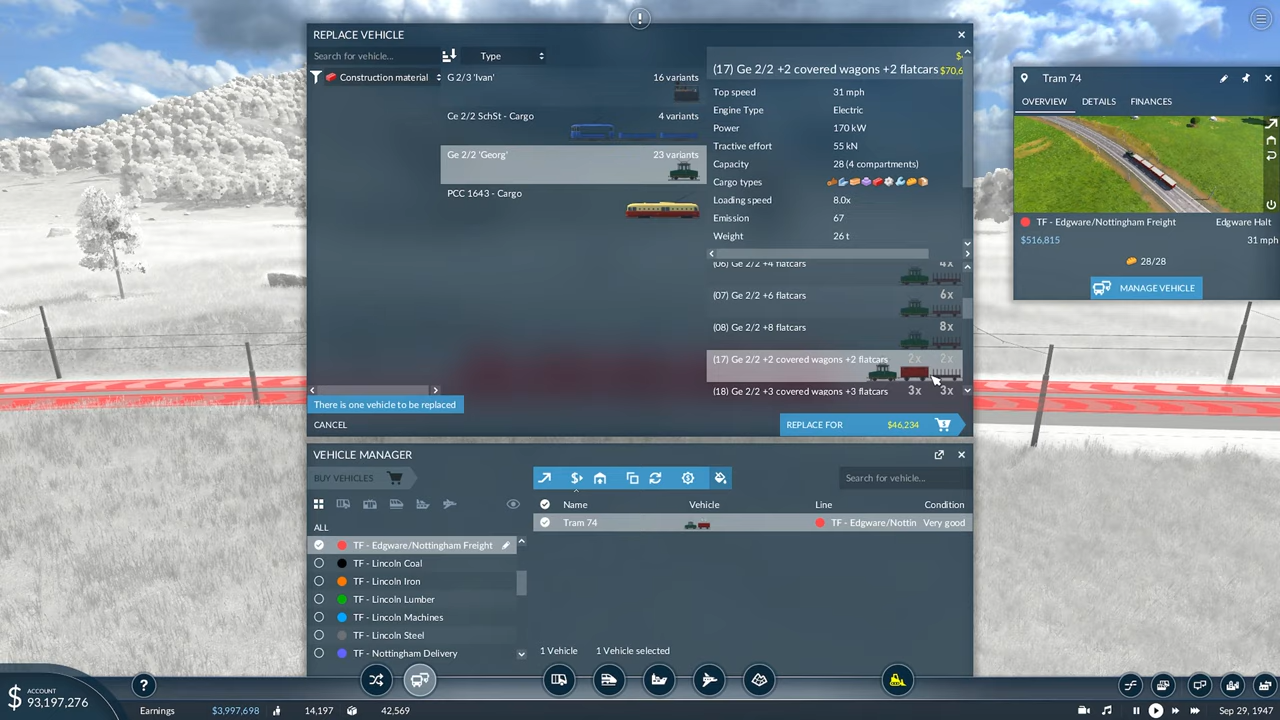 REPLACE VEHICLE
Search for vehicle...
Type
Construction material
G 2/3 'Ivan'
16 variants
Ce 2/2 SchSt - Cargo
4 variants
Ge 2/2 'Georg'
23 variants
PCC 1643 - Cargo
There is one vehicle to be replaced
CANCEL
(17) Ge 2/2 +2 covered wagons +2 flatcars
Top speed 31 mph
Engine Type Electric
Power 170 kW
Tractive effort 55 kN
Capacity 28 (4 compartments)
Cargo types
Loading speed 8.0x
Emission 67
Weight 26 t
(06) Ge 2/2 +4 flatcars 4x
(07) Ge 2/2 +6 flatcars 6x
(08) Ge 2/2 +8 flatcars 8x
(17) Ge 2/2 +2 covered wagons +2 flatcars 2x 2x
(18) Ge 2/2 +3 covered wagons +3 flatcars 3x 3x
REPLACE FOR $46,234
Tram 74
OVERVIEW DETAILS FINANCES
TF - Edgware/Nottingham Freight Edgware Halt
$516,815 31 mph
28/28
MANAGE VEHICLE
VEHICLE MANAGER
BUY VEHICLES
Search for vehicle...
ALL
TF - Edgware/Nottingham Freight
TF - Lincoln Coal
TF - Lincoln Iron
TF - Lincoln Lumber
TF - Lincoln Machines
TF - Lincoln Steel
TF - Nottingham Delivery
Name Vehicle Line Condition
Tram 74 TF - Edgware/Nottin Very good
1 Vehicle 1 Vehicle selected
ACCOUNT
$ 93,197,276
?
Earnings $3,997,698 14,197 42,569
Sep 29, 1947